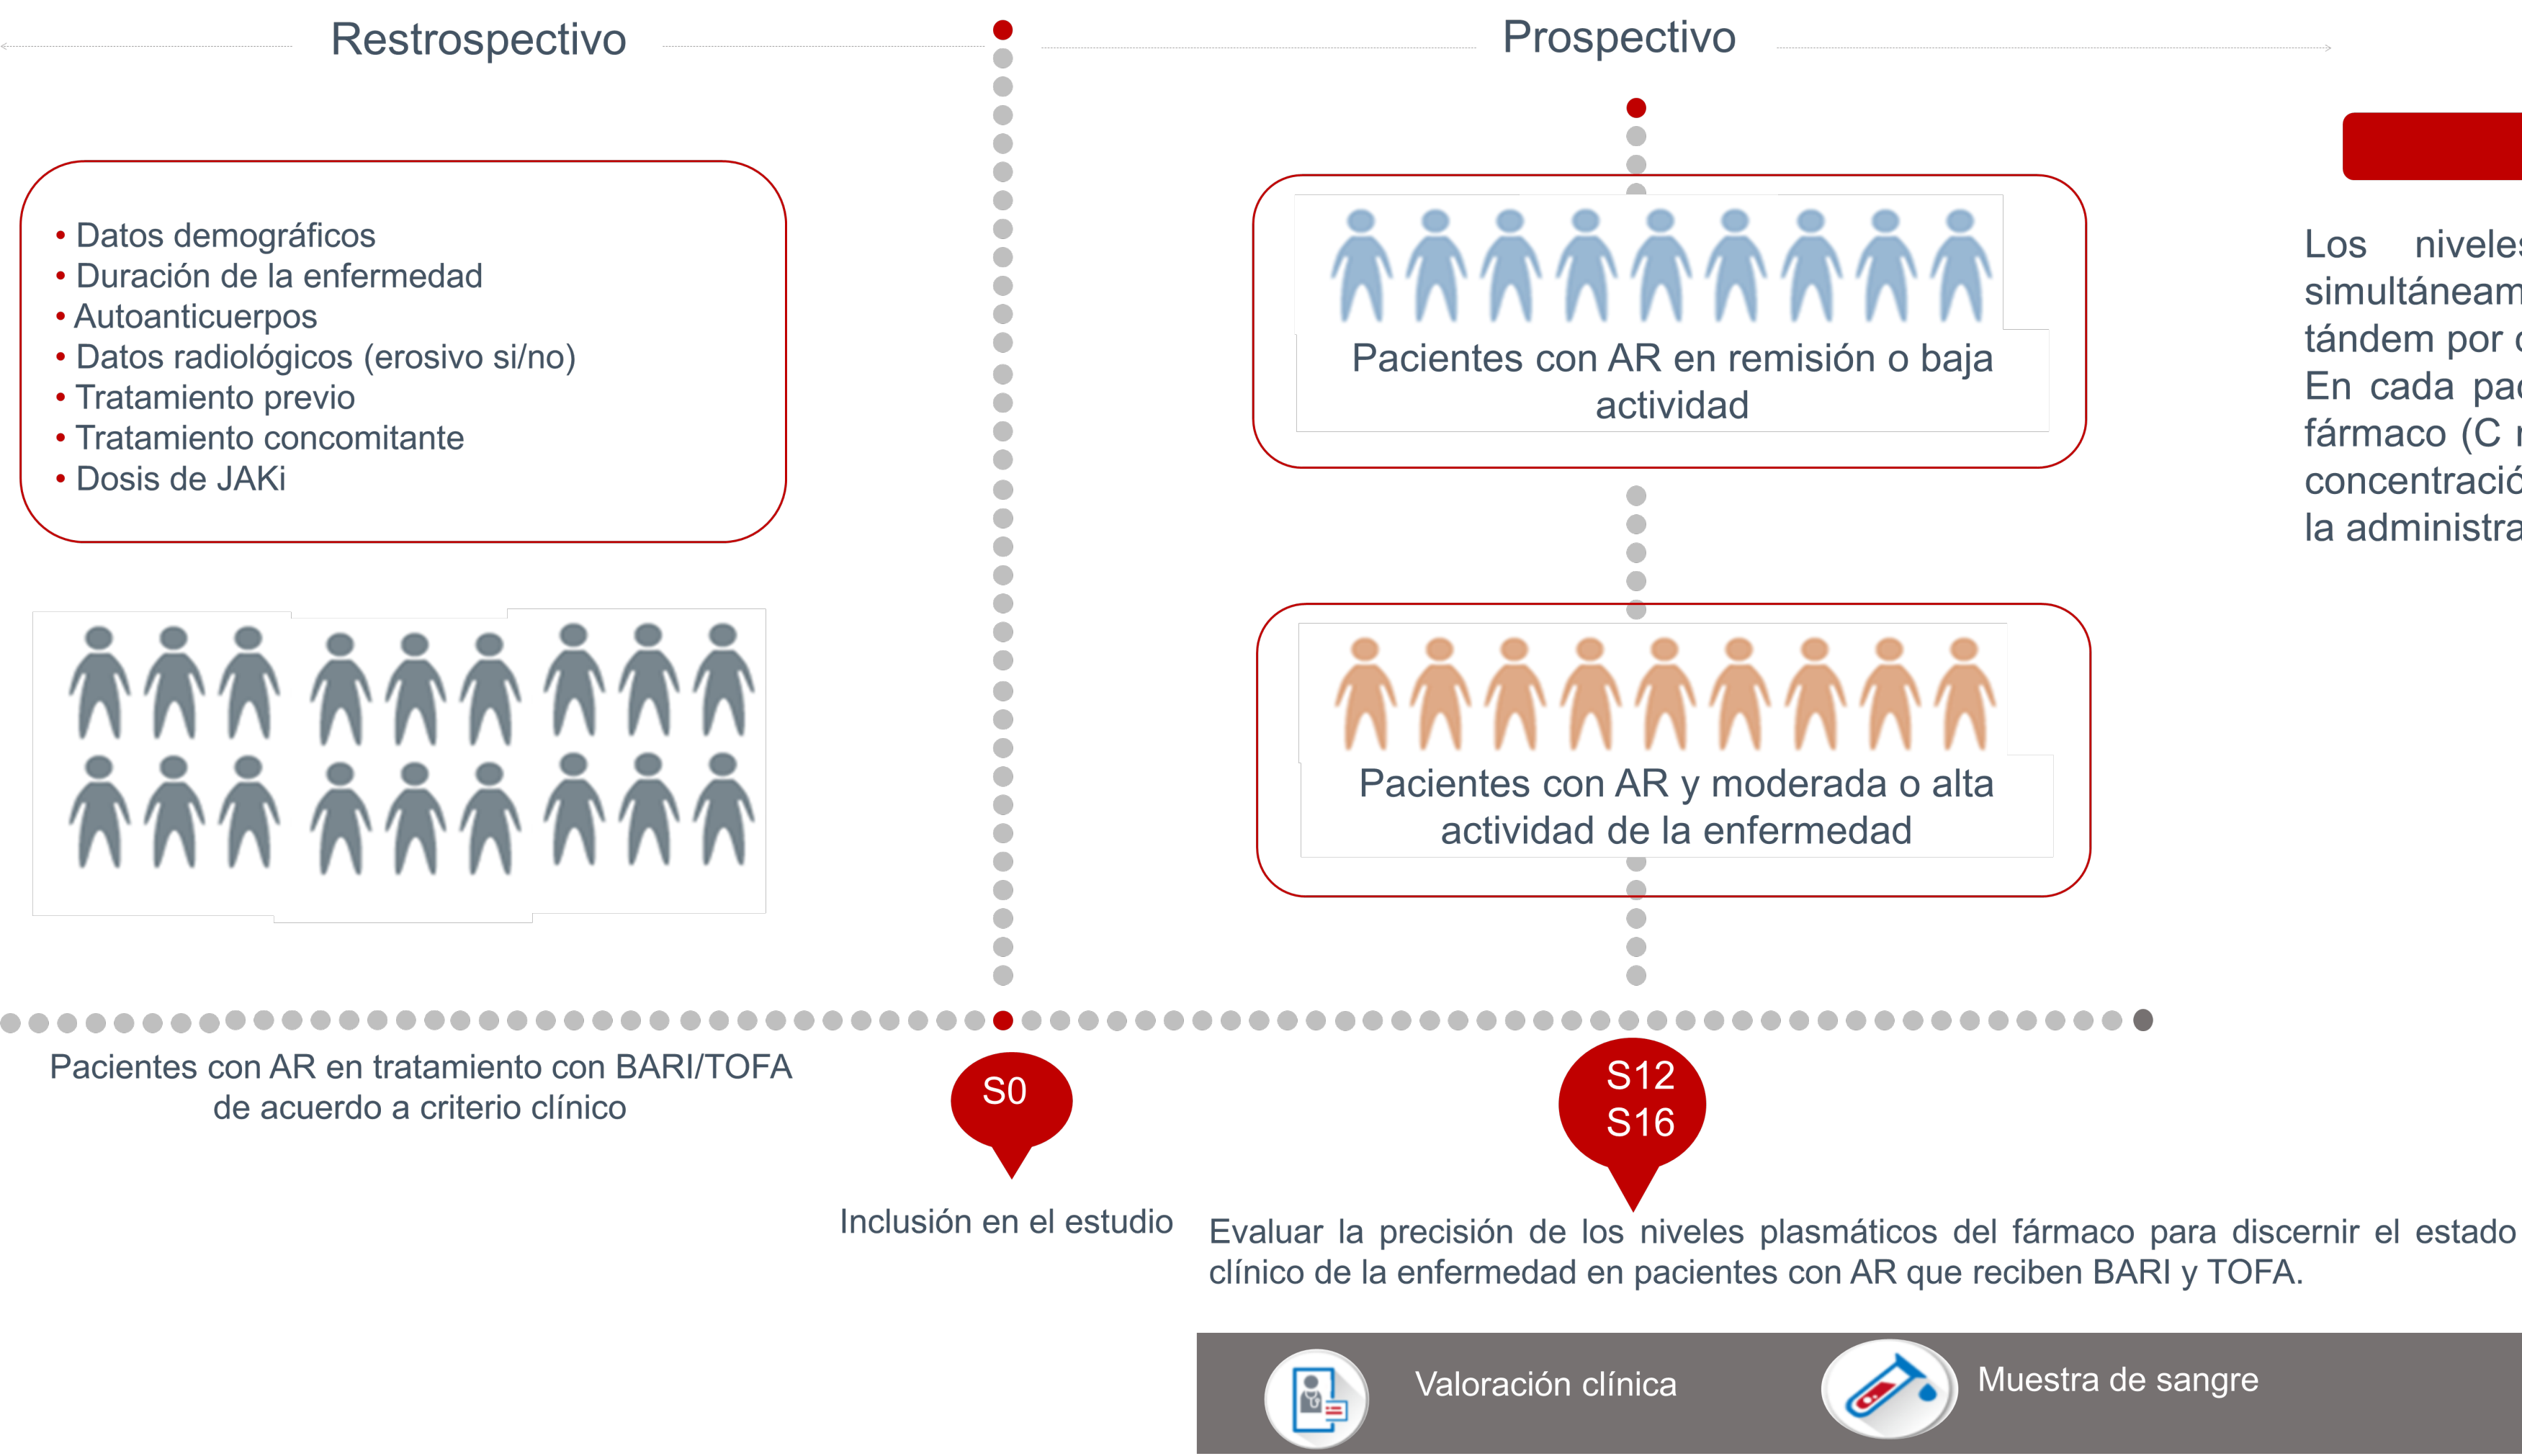 Restrospectivo
Prospectivo
• Datos demográficos
• Duración de la enfermedad
• Autoanticuerpos
• Datos radiológicos (erosivo si/no)
• Tratamiento previo
• Tratamiento concomitante
• Dosis de JAKi
Pacientes con AR en remisión o baja
actividad
Pacientes con AR y moderada o alta
actividad de la enfermedad
Los niveles
simultáneam
tándem por
En cada pac
fármaco (C
concentració
la administra
Pacientes con AR en tratamiento con BARI/TOFA
de acuerdo a criterio clínico
S0
Inclusión en el estudio
S12
S16
Evaluar la precisión de los niveles plasmáticos del fármaco para discernir el estado
clínico de la enfermedad en pacientes con AR que reciben BARI y TOFA.
Valoración clínica
Muestra de sangre